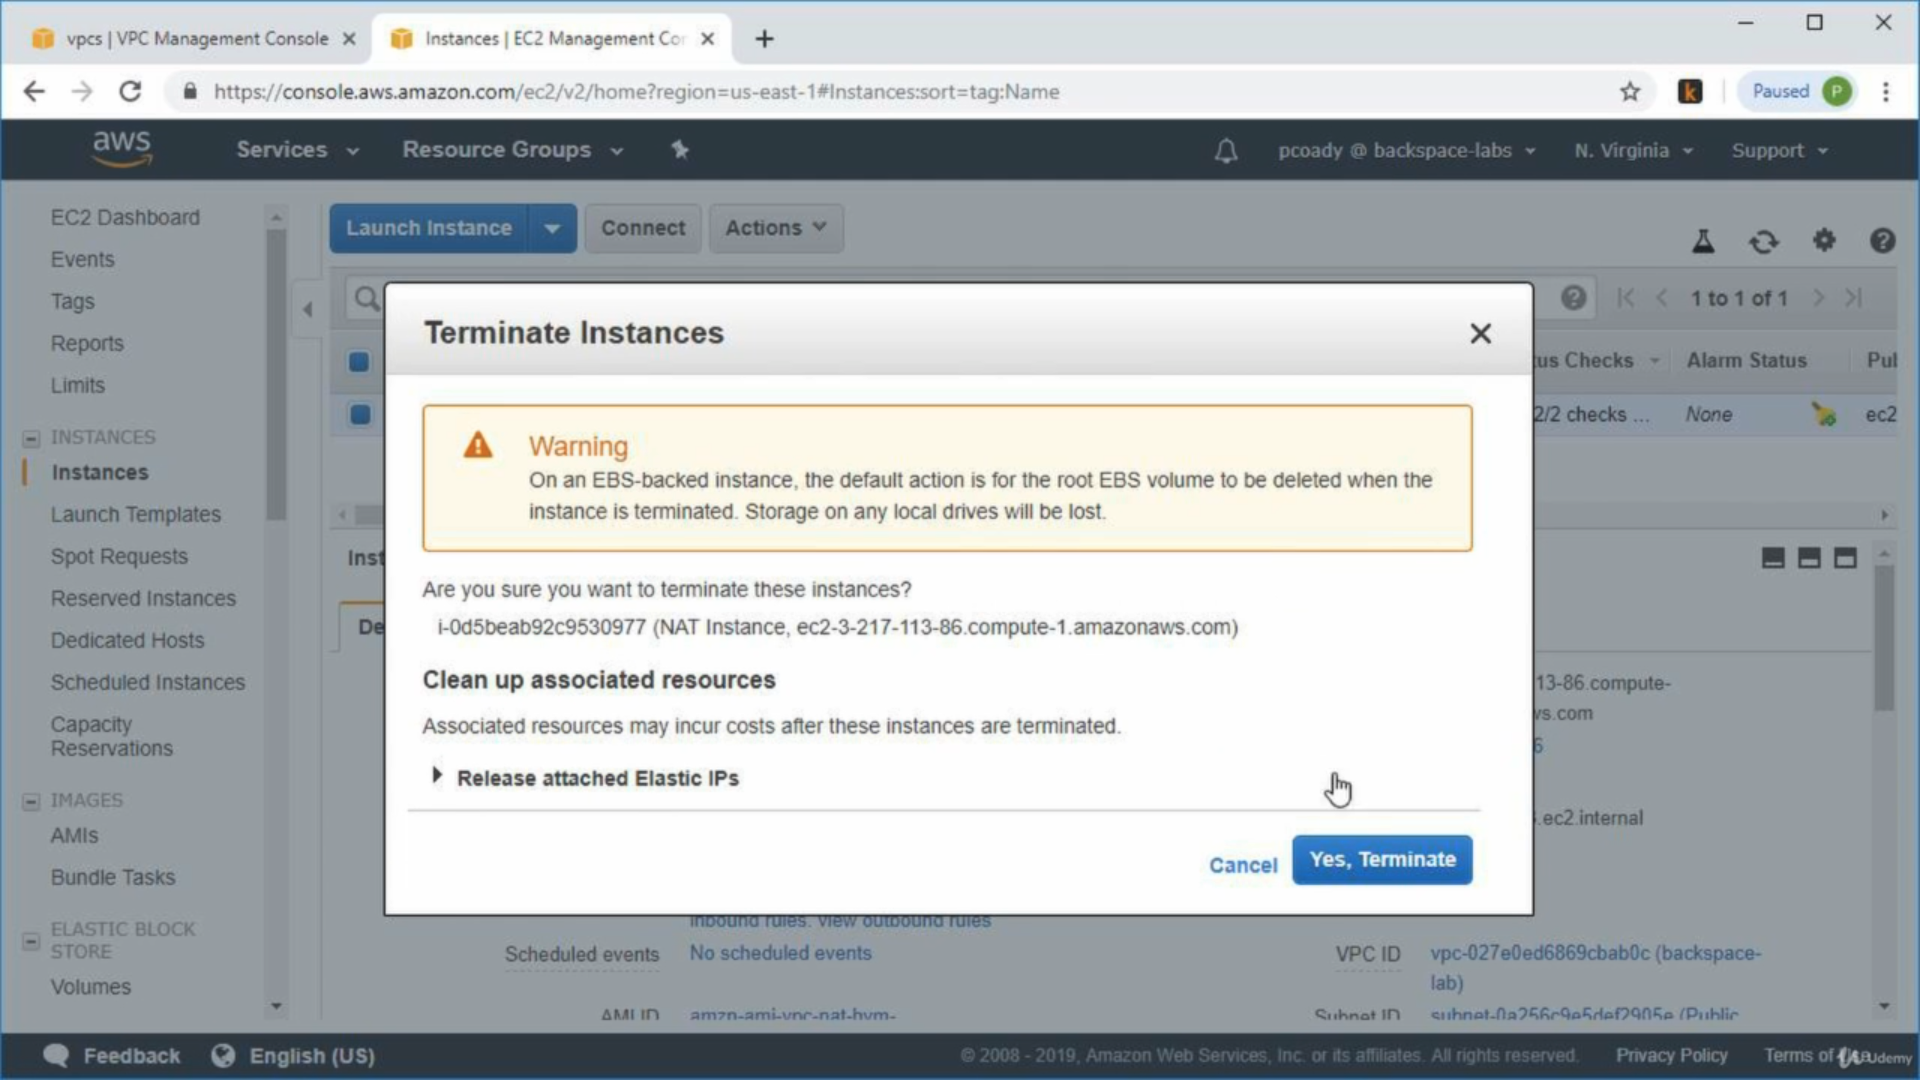 vpcs | VPC Management Console
Instances | EC2 Management Co
https://console.aws.amazon.com/ec2/v2/home?region=us-east-1#Instances:sort=tag:Name
k
Paused
P
aws
Services
Resource Groups
pcoady @ backspace-labs
N. Virginia
Support
EC2 Dashboard
Events
Tags
Reports
Limits
INSTANCES
Instances
Launch Templates
Spot Requests
Reserved Instances
Dedicated Hosts
Scheduled Instances
Capacity
Reservations
IMAGES
AMIs
Bundle Tasks
ELASTIC BLOCK
STORE
Volumes
Launch Instance
Connect
Actions
1 to 1 of 1
us Checks
Alarm Status
Pul
2/2 checks ...
None
ec2
Inst
De
Terminate Instances
Warning
On an EBS-backed instance, the default action is for the root EBS volume to be deleted when the
instance is terminated. Storage on any local drives will be lost.
Are you sure you want to terminate these instances?
i-0d5beab92c9530977 (NAT Instance, ec2-3-217-113-86.compute-1.amazonaws.com)
Clean up associated resources
Associated resources may incur costs after these instances are terminated.
Release attached Elastic IPs
Cancel
Yes, Terminate
13-86.compute-
vs.com
6
.ec2.internal
inbound rules. view outbound rules
Scheduled events
No scheduled events
VPC ID
vpc-027e0ed6869cbab0c (backspace-
lab)
AMI ID
amzn-ami-vpc-nat-hvm-
Subnet ID
subnet-0a256c9e5def2905e (Public
Feedback
English (US)
© 2008 - 2019, Amazon Web Services, Inc. or its affiliates. All rights reserved.
Privacy Policy
Terms of
Udemy